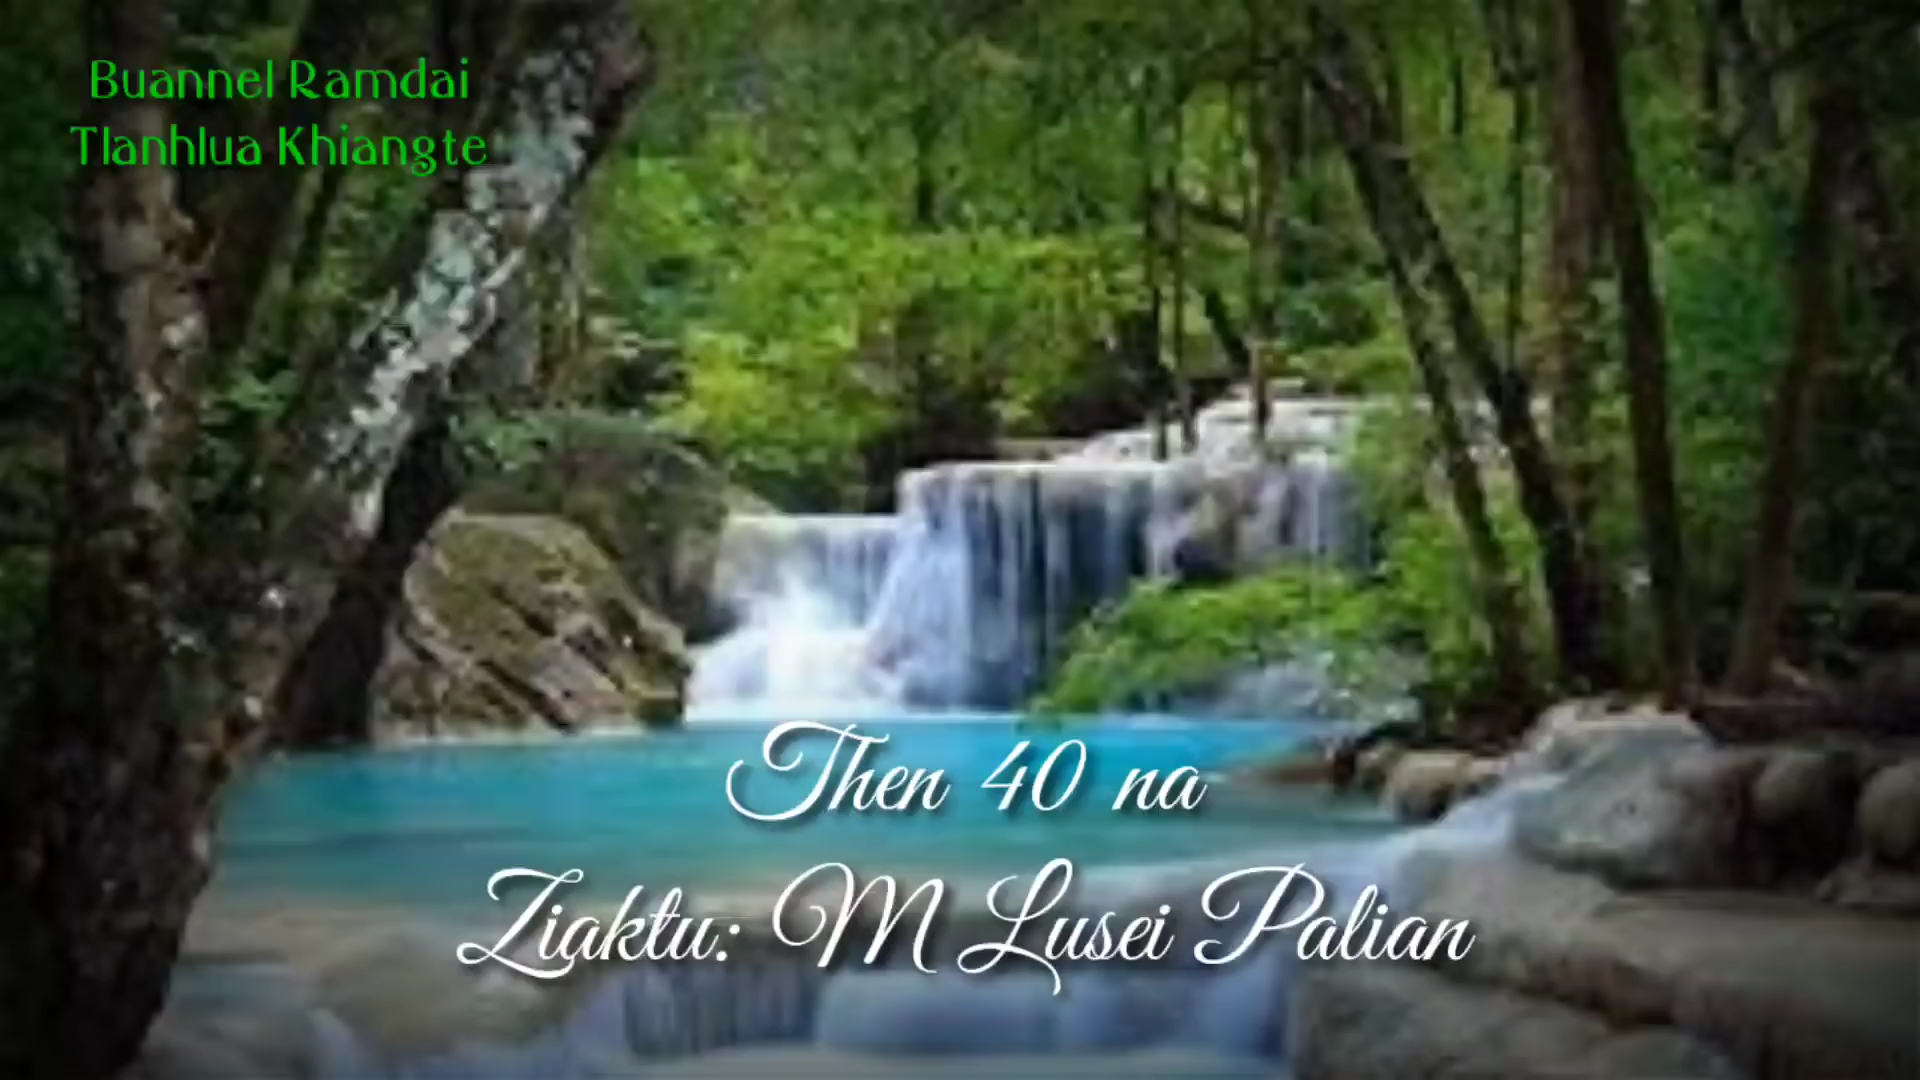 Buannel Ramdai
Tlanhlua Khiangte
Then 40 na
Ziaktu: M Lusei Palian